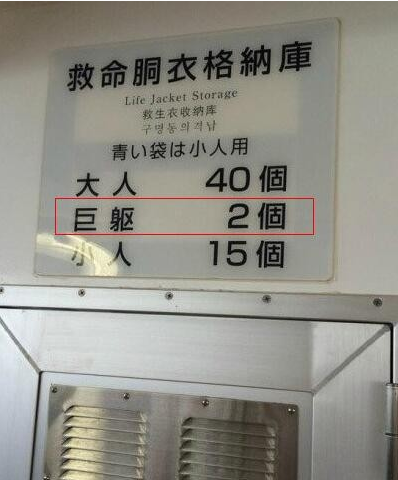 救命胴衣格納庫
Life Jacket Storage
救生衣收納库
구명동의격납
青い袋は小人用
大人 40個
巨躯 2個
小人 15個